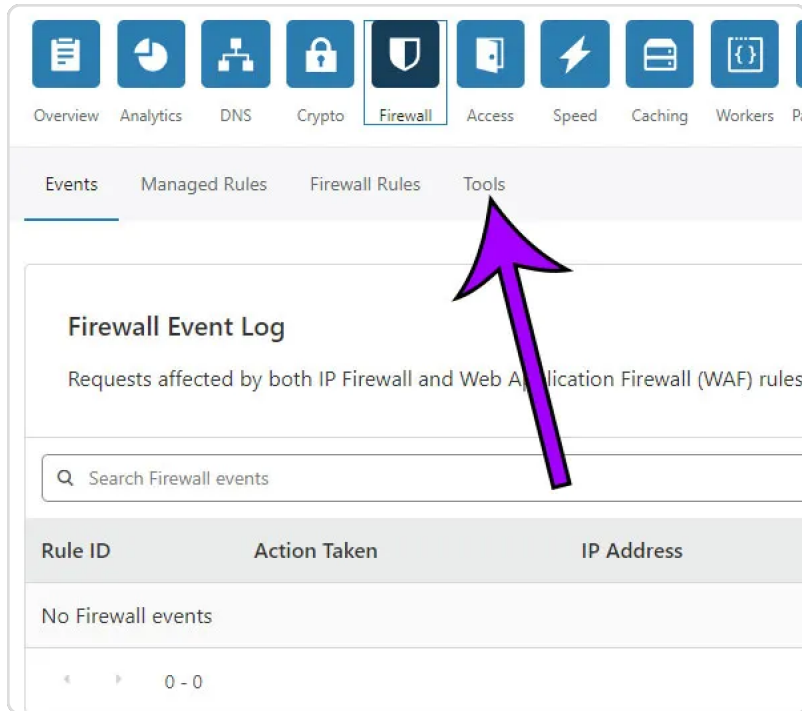 Overview Analytics DNS Crypto Firewall Access Speed Caching Workers
Events Managed Rules Firewall Rules Tools
Firewall Event Log
Requests affected by both IP Firewall and Web Application Firewall (WAF) rules
Search Firewall events
Rule ID Action Taken IP Address
No Firewall events
0 - 0